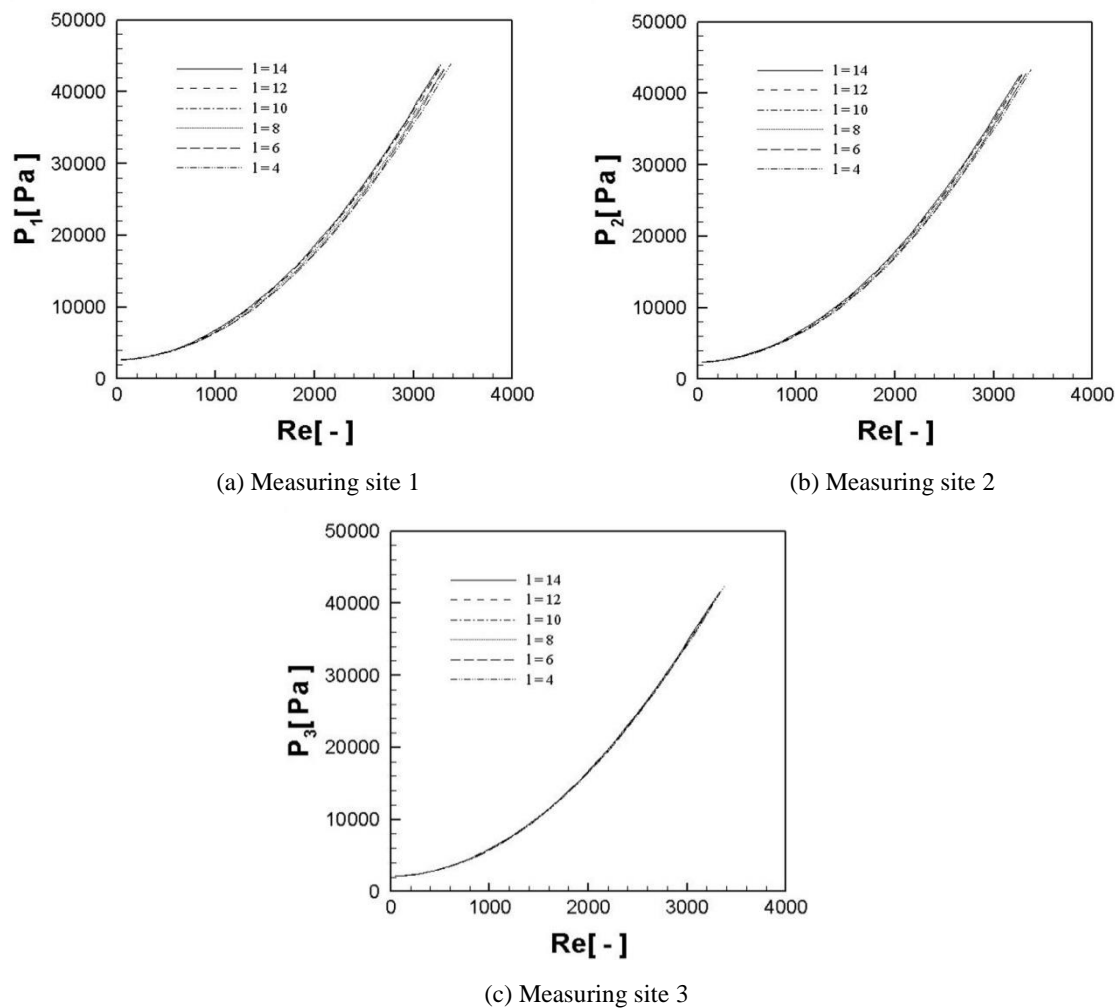 50000
40000
30000
20000
10000
0
P1[Pa]
l=14
l=12
l=10
l=8
l=6
l=4
0 1000 2000 3000 4000
Re[-]
(a) Measuring site 1
50000
40000
30000
20000
10000
0
P2[Pa]
l=14
l=12
l=10
l=8
l=6
l=4
0 1000 2000 3000 4000
Re[-]
(b) Measuring site 2
50000
40000
30000
20000
10000
0
P3[Pa]
l=14
l=12
l=10
l=8
l=6
l=4
0 1000 2000 3000 4000
Re[-]
(c) Measuring site 3